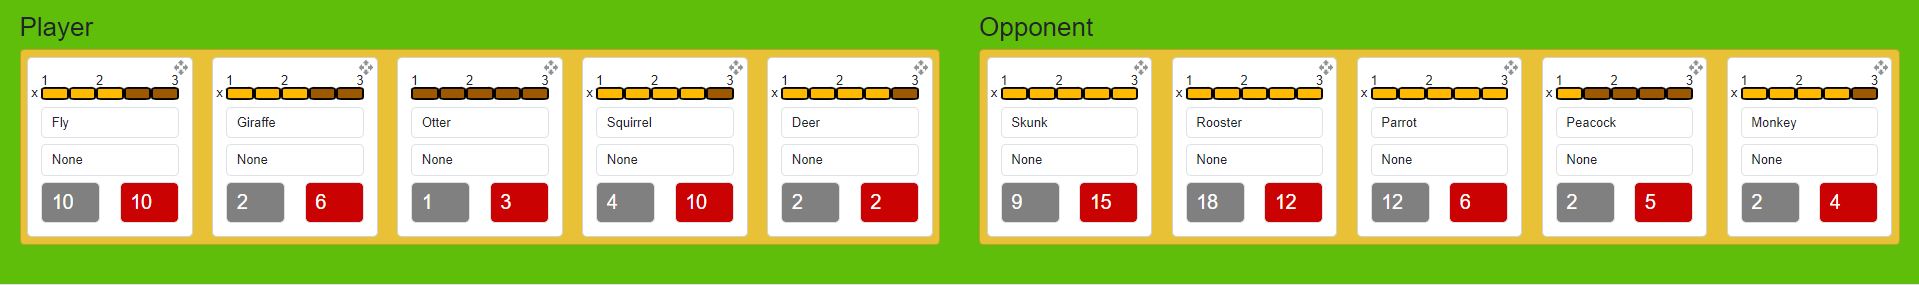 Player
Opponent
1 2 3
x
Fly
None
10 10
1 2 3
x
Giraffe
None
2 6
1 2 3
Otter
None
1 3
1 2 3
x
Squirrel
None
4 10
1 2 3
x
Deer
None
2 2
1 2 3
x
Skunk
None
9 15
1 2 3
x
Rooster
None
18 12
1 2 3
x
Parrot
None
12 6
1 2 3
x
Peacock
None
2 5
1 2 3
x
Monkey
None
2 4